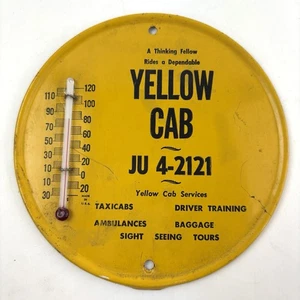 A Thinking Fellow
Rides a Dependable
YELLOW
CAB
JU 4-2121
Yellow Cab Services
TAXICABS DRIVER TRAINING
AMBULANCES BAGGAGE
SIGHT SEEING TOURS
120
110
100
90
80
70
60
50
40
30
20
10
0
20
30